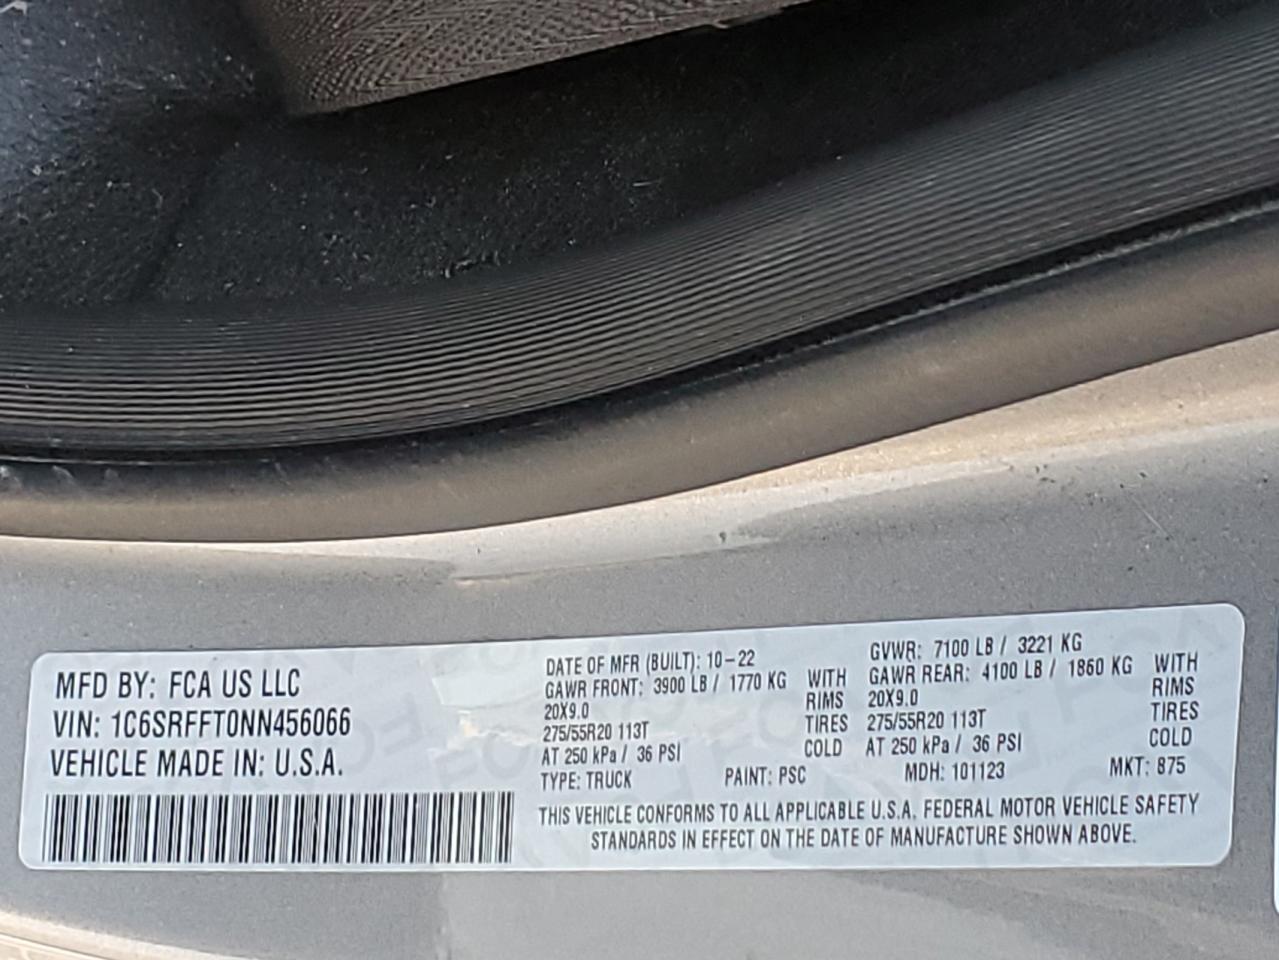 MFD BY: FCA US LLC
VIN: 1C6SRFFT0NN456066
VEHICLE MADE IN: U.S.A.
DATE OF MFR (BUILT): 10-22
GAWR FRONT: 3900 LB / 1770 KG WITH
20X9.0 RIMS
275/55R20 113T TIRES
AT 250 kPa / 36 PSI COLD
GVWR: 7100 LB / 3221 KG
GAWR REAR: 4100 LB / 1860 KG WITH
20X9.0 RIMS
275/55R20 113T TIRES
AT 250 kPa / 36 PSI COLD
TYPE: TRUCK PAINT: PSC MDH: 101123 MKT: 875
THIS VEHICLE CONFORMS TO ALL APPLICABLE U.S.A. FEDERAL MOTOR VEHICLE SAFETY
STANDARDS IN EFFECT ON THE DATE OF MANUFACTURE SHOWN ABOVE.